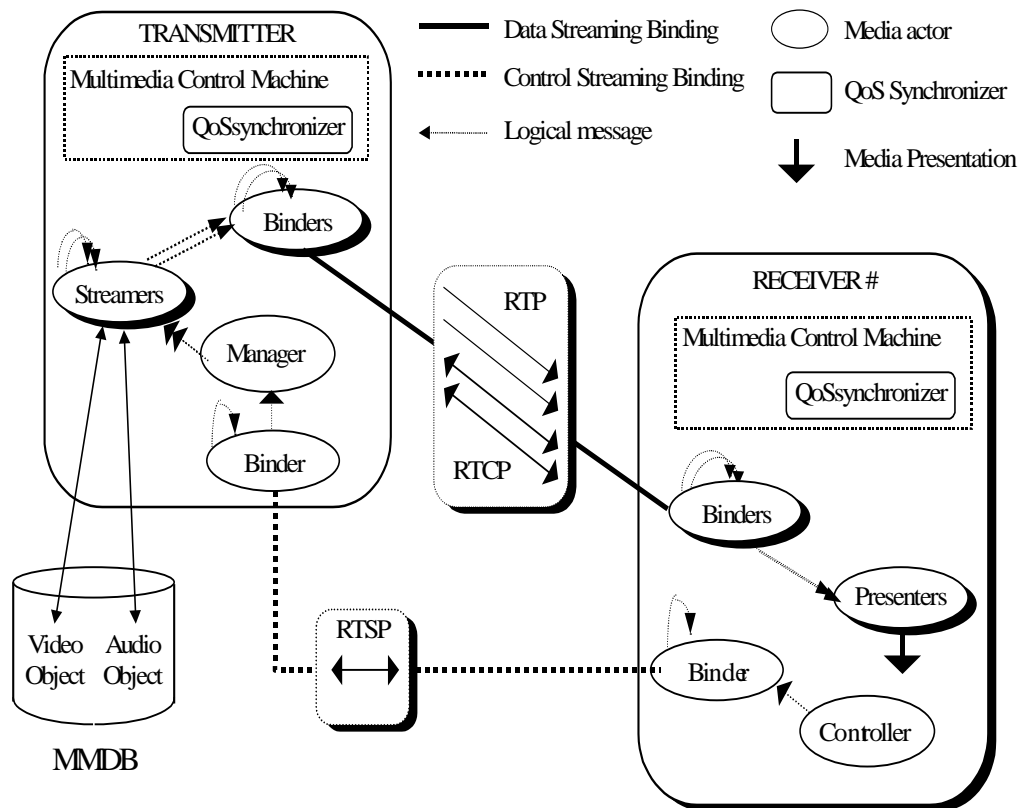 TRANSMITTER
Multimedia Control Machine
QoSsynchronizer
Binders
Streamers
Manager
Binder
Video
Object
Audio
Object
MMDB
Data Streaming Binding
Control Streaming Binding
Logical message
Media actor
QoS Synchronizer
Media Presentation
RTP
RTCP
RTSP
RECEIVER #
Multimedia Control Machine
QoSsynchronizer
Binders
Presenters
Binder
Controller